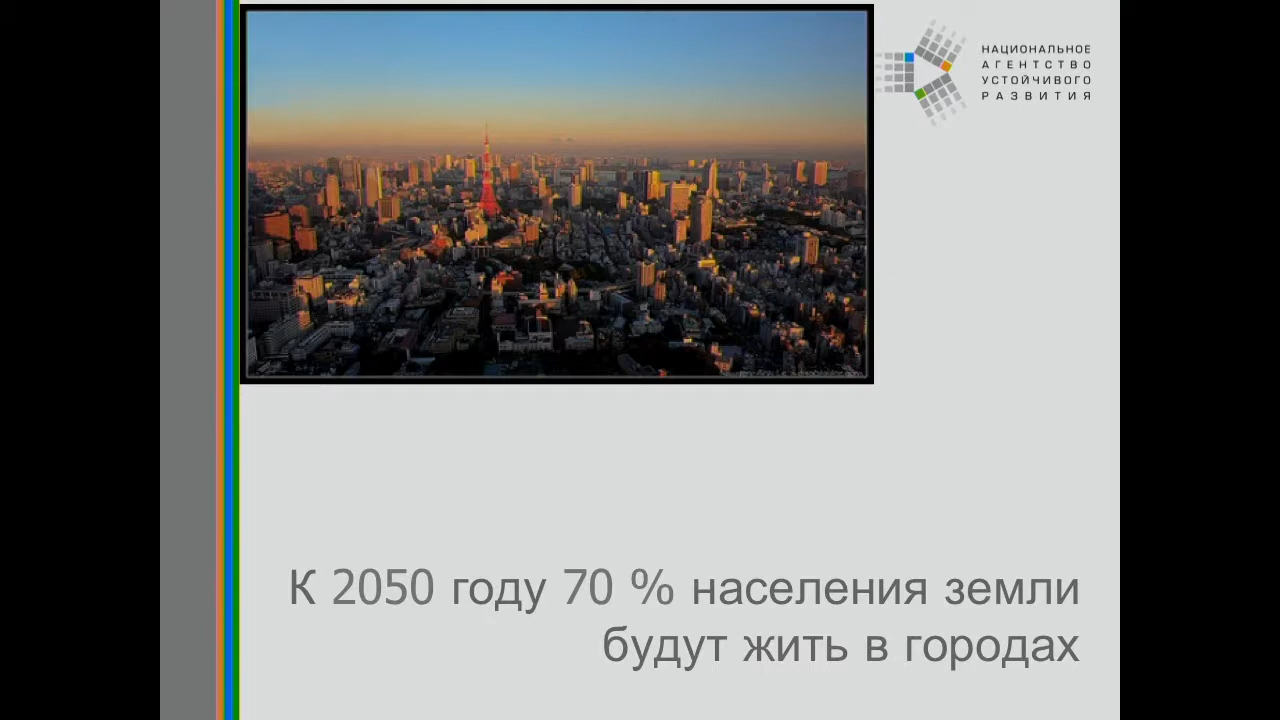 НАЦИОНАЛЬНОЕ
АГЕНТСТВО
УСТОЙЧИВОГО
РАЗВИТИЯ
К 2050 году 70 % населения земли
будут жить в городах